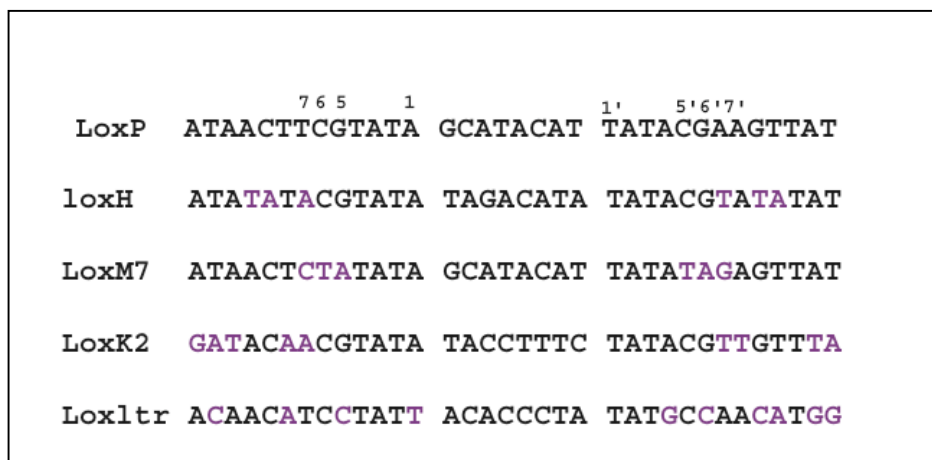 7 6 5 1 1' 5'6'7'
LoxP ATAACTTCGTATA GCATACAT TATACGAAGTTAT
loxH ATATATACGTATA TAGACATA TATACGTATATAT
LoxM7 ATAACTCTATATA GCATACAT TATATAGAGTTAT
LoxK2 GATACAACGTATA TACCTTTC TATACGTTGTTTA
Loxltr ACAACATCCTATT ACACCCTA TATGCCAACATGG